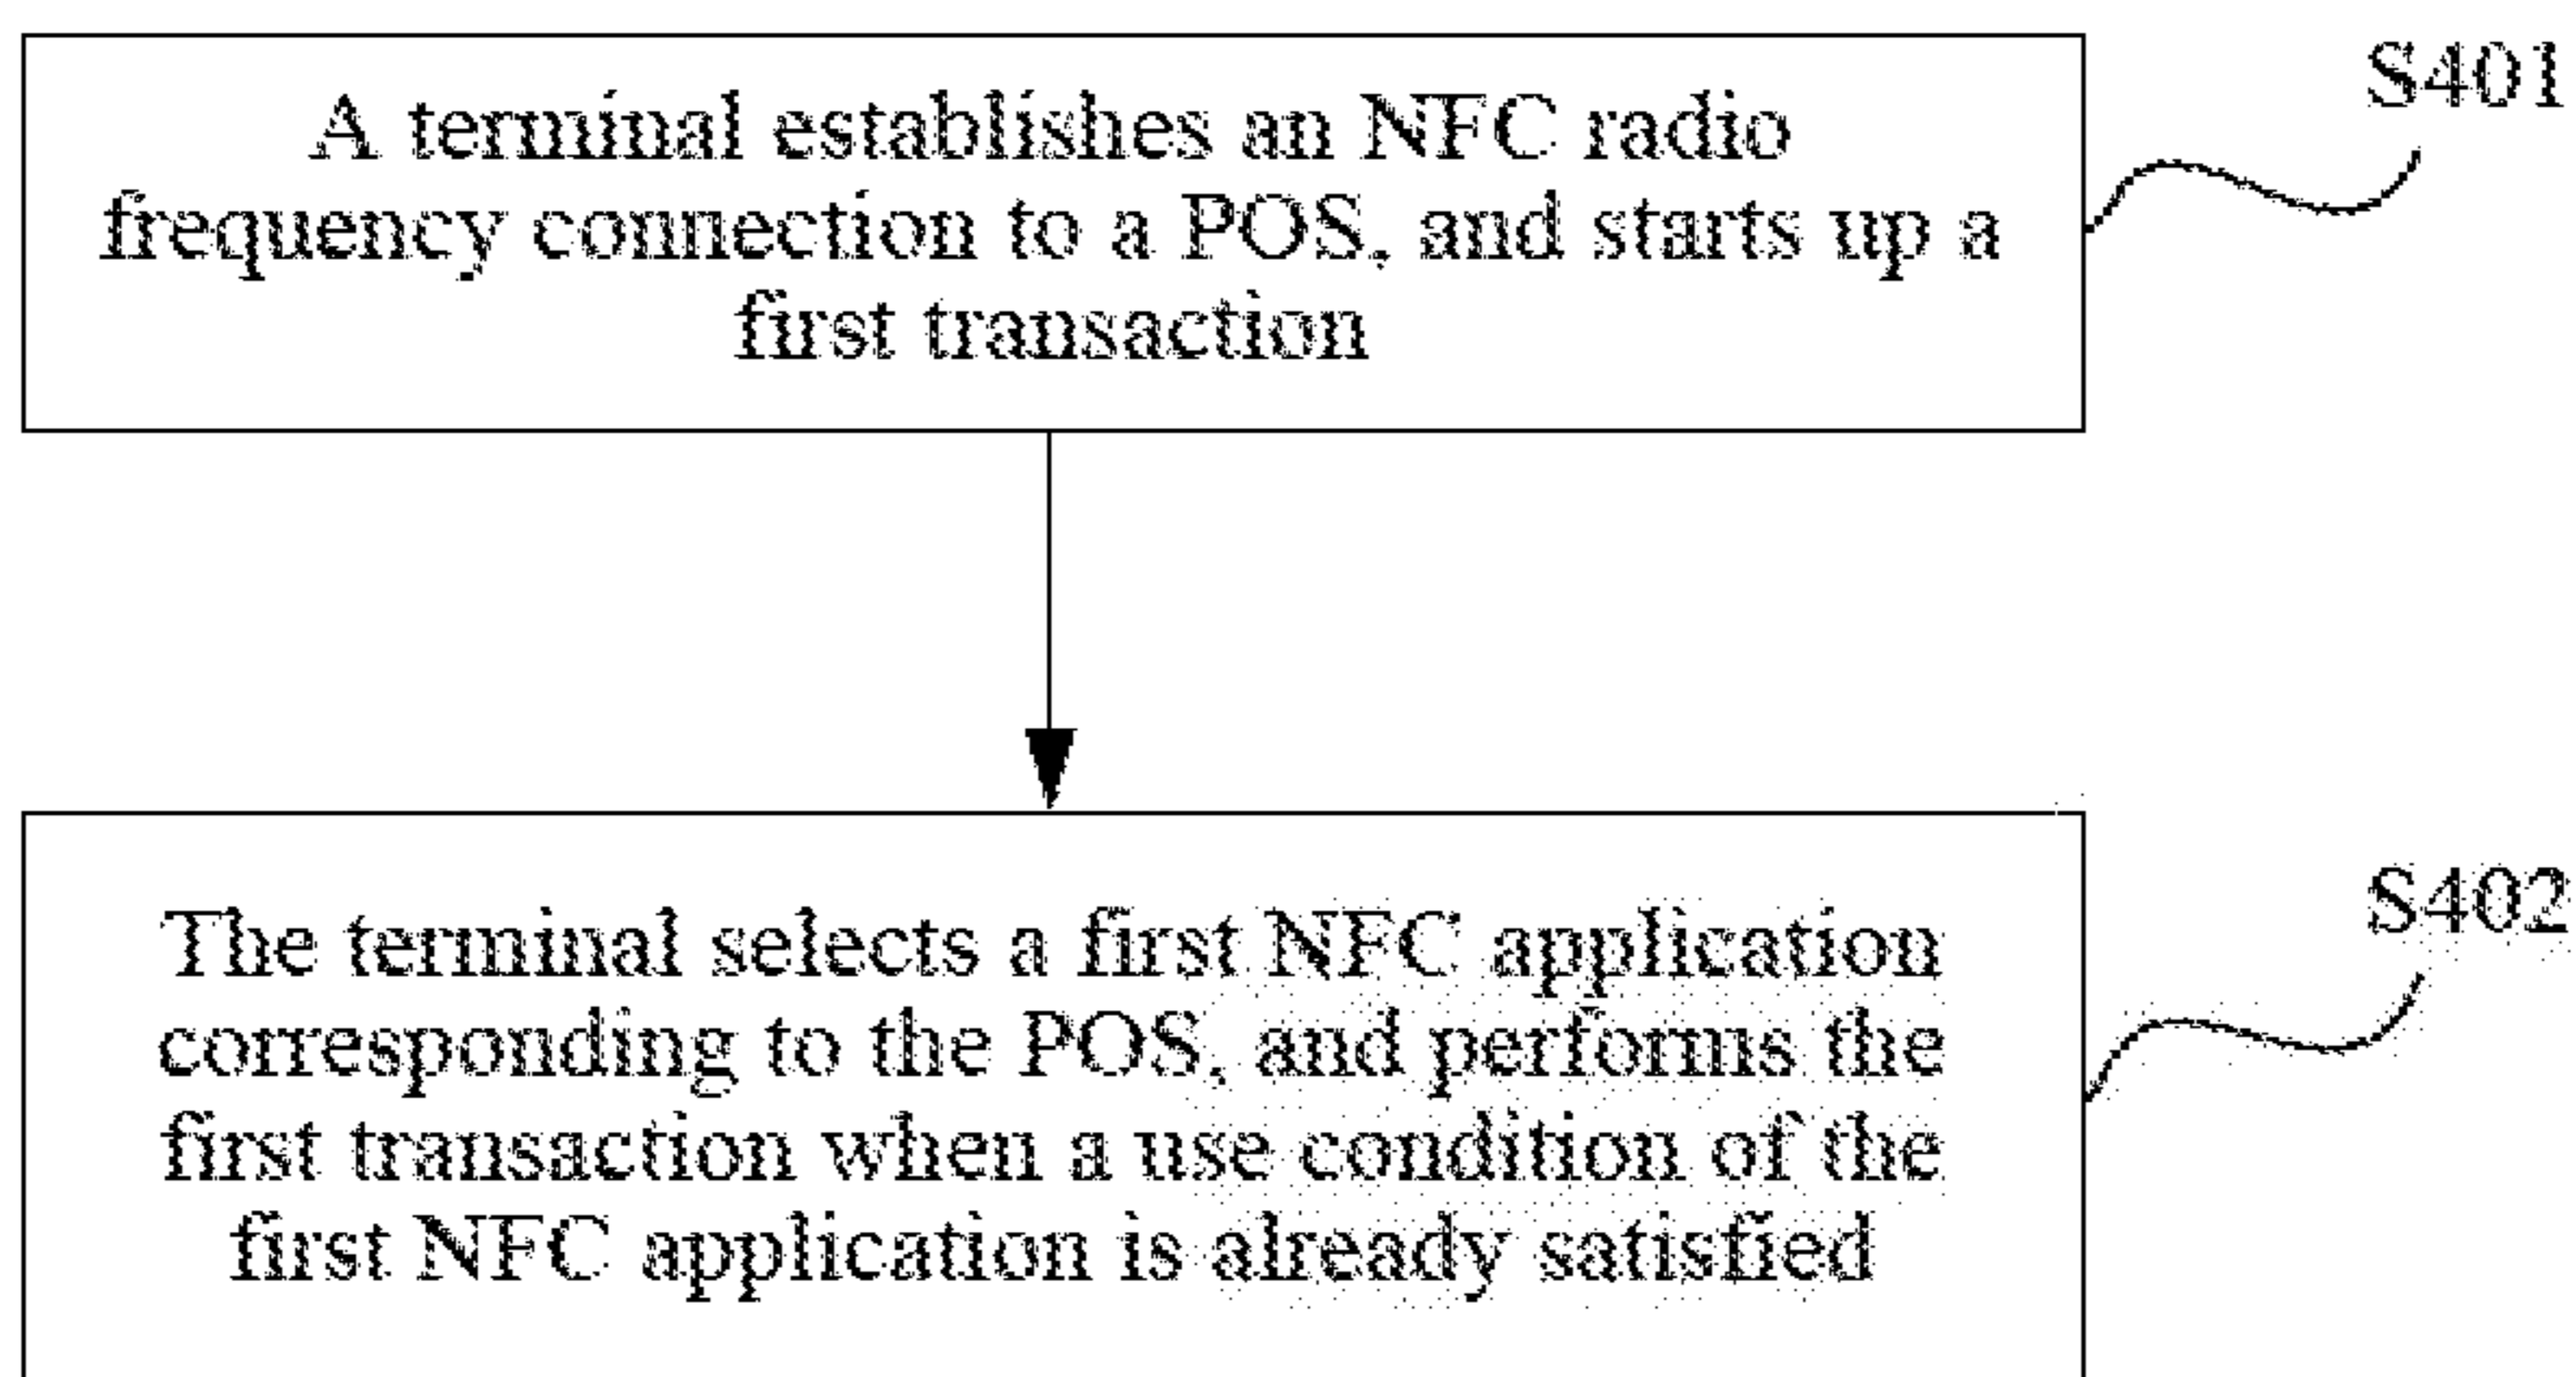 A terminal establishes an NFC radio
frequency connection to a POS, and starts up a
first transaction
S401
The terminal selects a first NFC application
corresponding to the POS, and performs the
first transaction when a use condition of the
first NFC application is already satisfied
S402